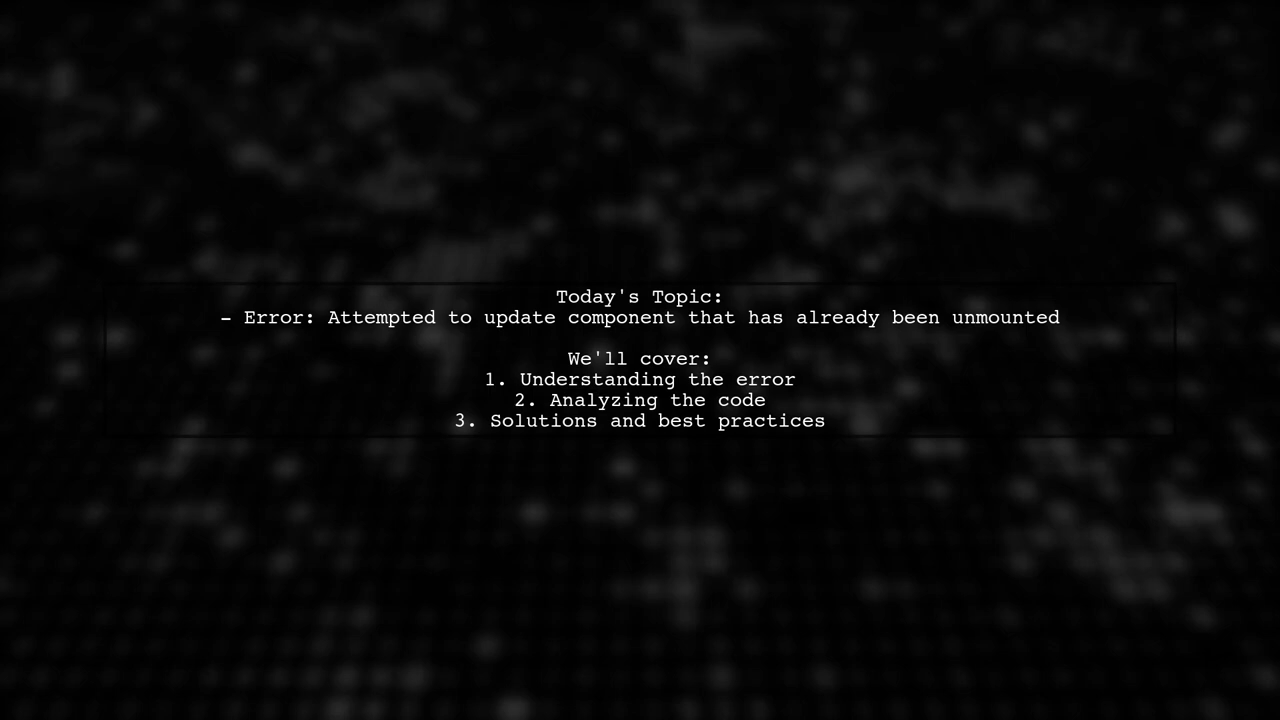 Today's Topic:
- Error: Attempted to update component that has already been unmounted
We'll cover:
1. Understanding the error
2. Analyzing the code
3. Solutions and best practices